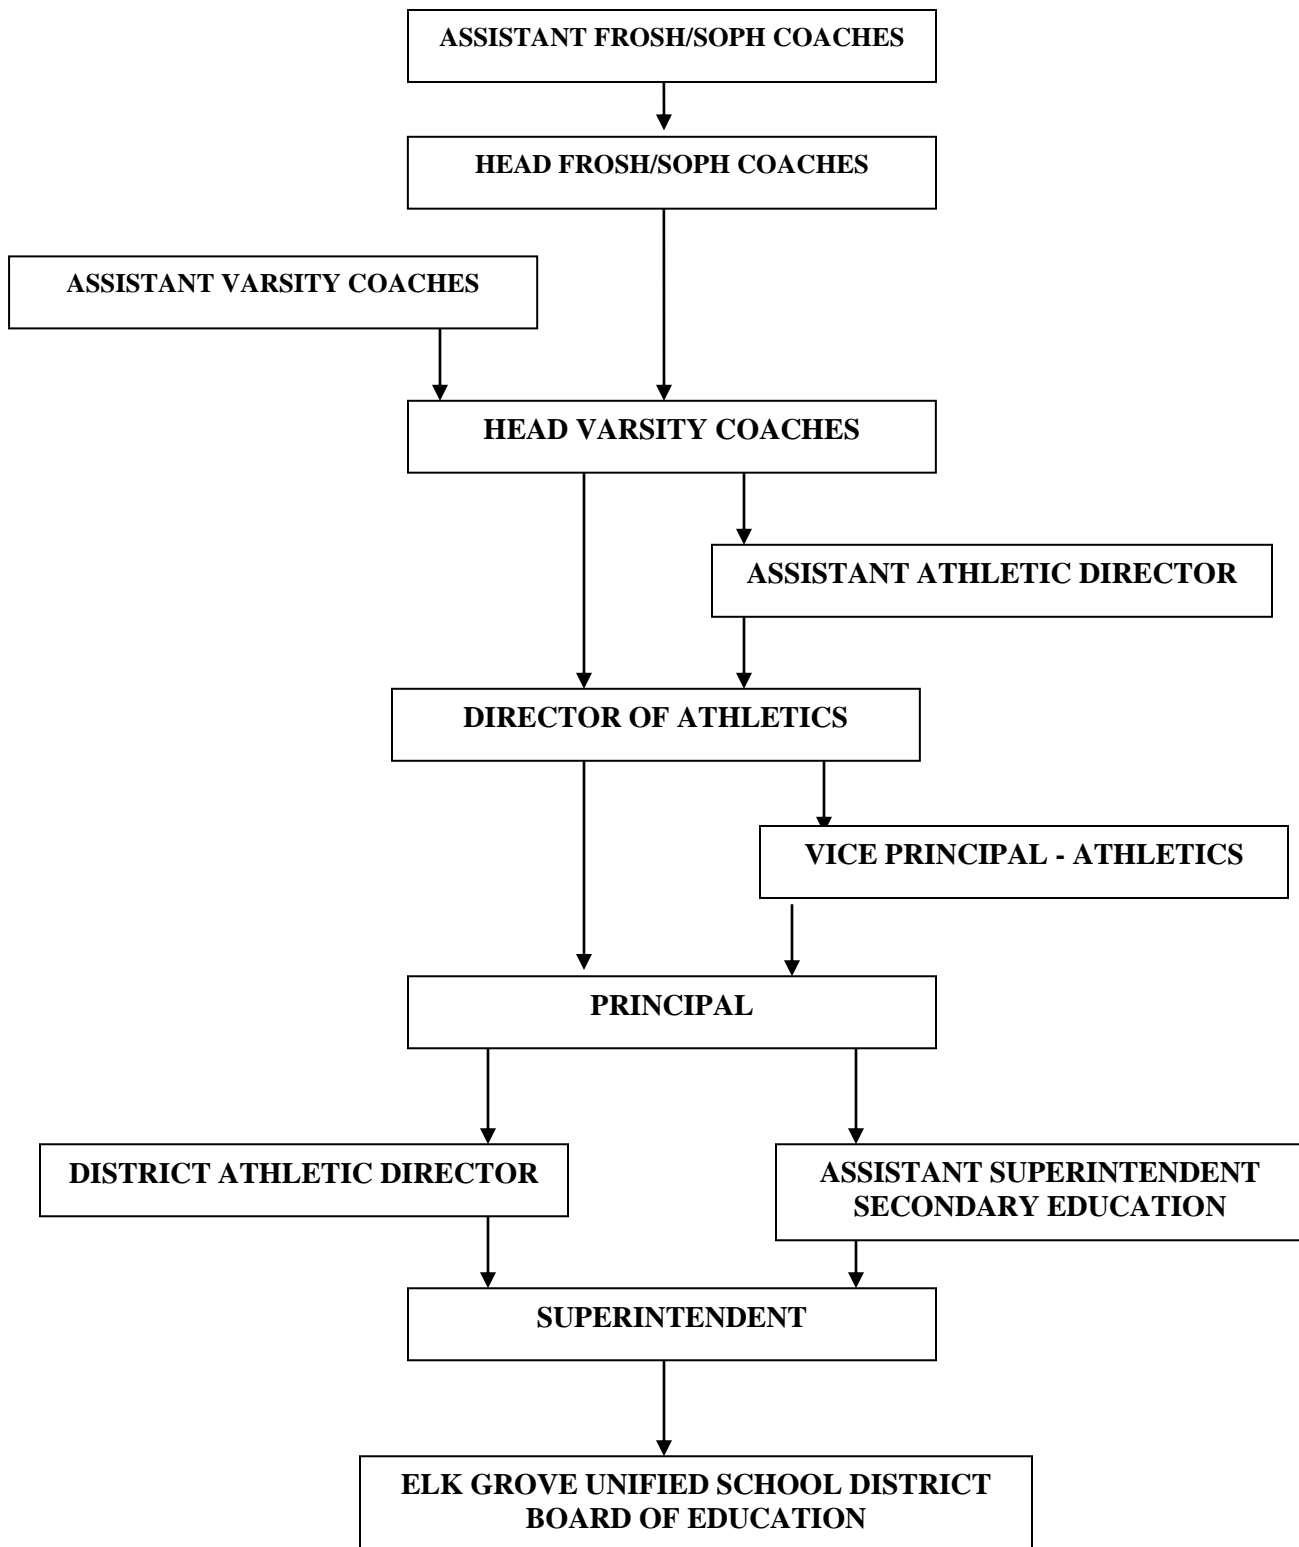 ASSISTANT FROSH/SOPH COACHES
HEAD FROSH/SOPH COACHES
ASSISTANT VARSITY COACHES
HEAD VARSITY COACHES
ASSISTANT ATHLETIC DIRECTOR
DIRECTOR OF ATHLETICS
VICE PRINCIPAL - ATHLETICS
PRINCIPAL
DISTRICT ATHLETIC DIRECTOR
ASSISTANT SUPERINTENDENT
SECONDARY EDUCATION
SUPERINTENDENT
ELK GROVE UNIFIED SCHOOL DISTRICT
BOARD OF EDUCATION